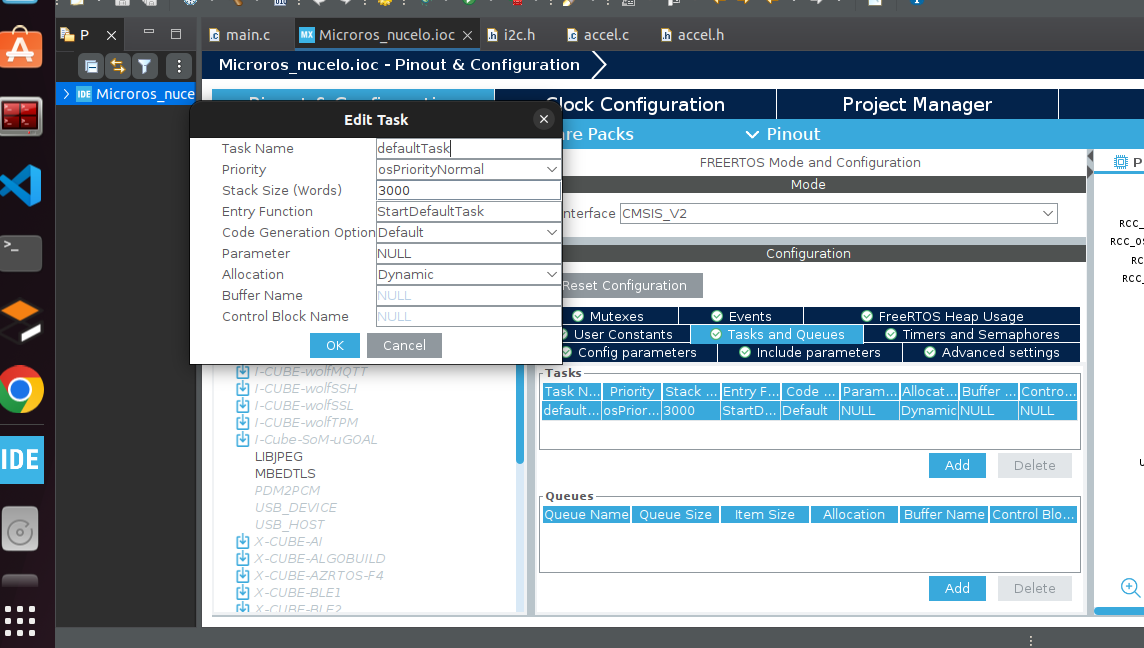 P
main.c
Microros_nucelo.ioc
i2c.h
accel.c
accel.h
Microros_nucelo.ioc - Pinout & Configuration
IDE Microros_nuce
Clock Configuration
Project Manager
re Packs
Pinout
Edit Task
Task Name defaultTask
Priority osPriorityNormal
Stack Size (Words) 3000
Entry Function StartDefaultTask
Code Generation Option Default
Parameter NULL
Allocation Dynamic
Buffer Name NULL
Control Block Name NULL
OK Cancel
FREERTOS Mode and Configuration
Mode
nterface CMSIS_V2
Configuration
Reset Configuration
Mutexes Events FreeRTOS Heap Usage
User Constants Tasks and Queues Timers and Semaphores
Config parameters Include parameters Advanced settings
Tasks
Task N... Priority Stack ... Entry F... Code ... Param... Allocat... Buffer ... Contro...
default... osPrior... 3000 StartD... Default NULL Dynamic NULL NULL
Add Delete
Queues
Queue Name Queue Size Item Size Allocation Buffer Name Control Blo...
Add Delete
I-CUBE-wolfMQTT
I-CUBE-wolfSSH
I-CUBE-wolfSSL
I-CUBE-wolfTPM
I-Cube-SoM-uGOAL
LIBJPEG
MBEDTLS
PDM2PCM
USB_DEVICE
USB_HOST
X-CUBE-AI
X-CUBE-ALGOBUILD
X-CUBE-AZRTOS-F4
X-CUBE-BLE1
X-CUBE-BLE2
P
RCC_
RCC_OS
RC
RCC_
IDE
MX